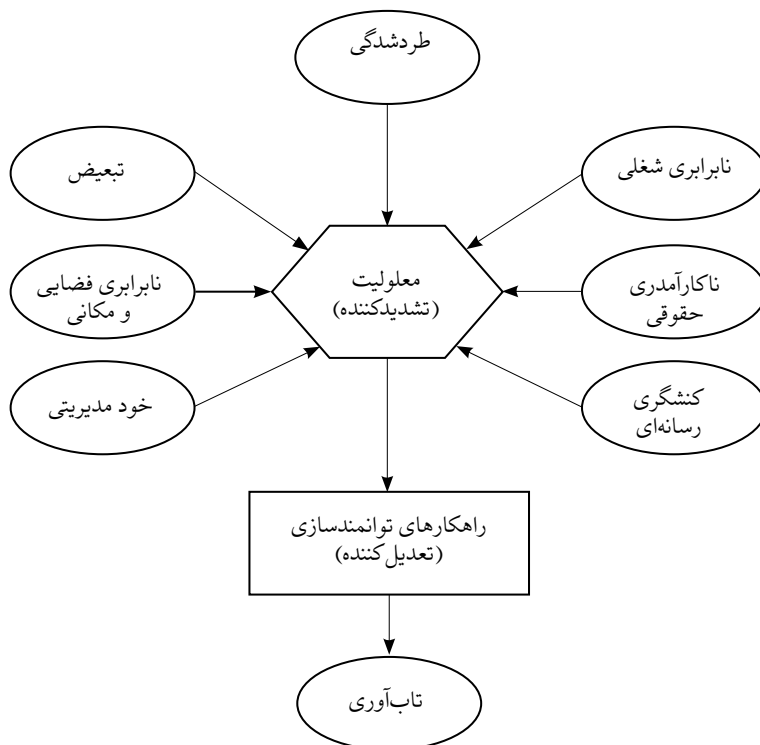 طردشدگی
نابرابری شغلی
تبعیض
معلولیت
(تشدیدکننده)
ناکارآمدری
حقوقی
نابرابری فضایی
و مکانی
کنشگری
رسانه‌ای
خود مدیریتی
راهکارهای توانمندسازی
(تعدیل‌کننده)
تاب‌آوری